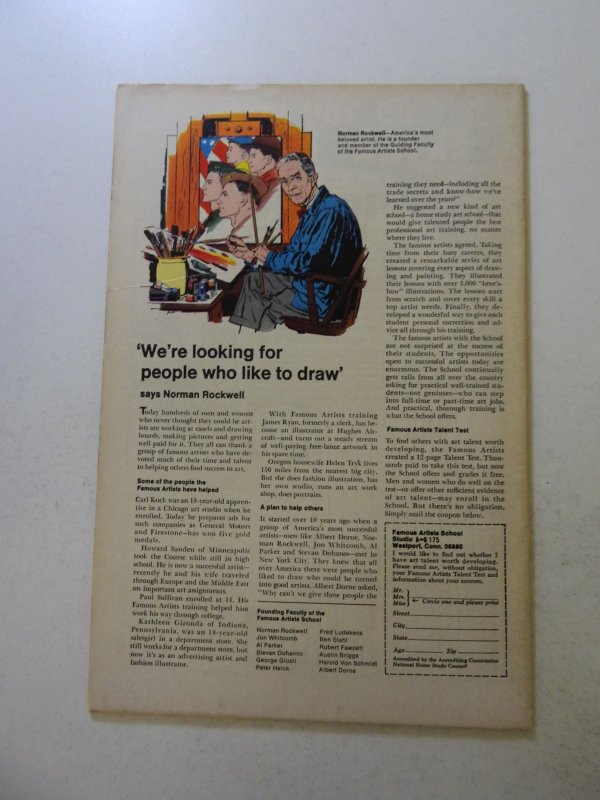 Norman Rockwell—America's most
beloved artist. He is a founder
and member of the Guiding Faculty
of the Famous Artists School.
'We're looking for
people who like to draw'
says Norman Rockwell
Today hundreds of men and women
who never thought they could be art-
ists are working at easels and drawing
boards, making pictures and getting
well paid for it. They all can thank a
group of famous artists who have de-
voted much of their time and talent
to helping others find success in art.
Some of the people the
Famous Artists have helped
Carl Kock was an 18-year-old appren-
tice in a Chicago art studio when he
enrolled. Today he prepares ads for
such companies as General Motors
and Firestone—has won five gold
medals.
Howard Sanden of Minneapolis
took the Course while still in high
school. He is now a successful artist—
recently he and his wife traveled
through Europe and the Middle East
on important art assignments.
Paul Sullivan enrolled at 14. His
Famous Artists training helped him
work his way through college.
Kathleen Gironda of Indiana,
Pennsylvania, was an 18-year-old
salesgirl in a department store. She
still works for a department store, but
now it's as an advertising artist and
fashion illustrator.
With Famous Artists training
James Ryan, formerly a clerk, has be-
come an illustrator at Hughes Air-
craft—and turns out a steady stream
of well-paying free-lance artwork in
his spare time.
Oregon housewife Helen Tryk lives
150 miles from the nearest big city.
But she does fashion illustration, has
her own studio, runs an art work
shop, does portraits.
A plan to help others
It started over 18 years ago when a
group of America's most successful
artists—men like Albert Dorne, Nor-
man Rockwell, Jon Whitcomb, Al
Parker and Stevan Dohanos—met in
New York City. They knew that all
over America there were people who
liked to draw who could be turned
into good artists. Albert Dorne asked,
"Why can't we give these people the
Founding Faculty of the
Famous Artists School
Norman Rockwell
Jon Whitcomb
Al Parker
Stevan Dohanos
George Giusti
Peter Helck
Fred Ludekens
Ben Stahl
Robert Fawcett
Austin Briggs
Harold Von Schmidt
Albert Dorne
training they need—including all the
trade secrets and know-how we've
learned over the years?"
He suggested a new kind of art
school—a home study art school—that
would give talented people the best
professional art training, no matter
where they live.
The famous artists agreed. Taking
time from their busy careers, they
created a remarkable series of art
lessons covering every aspect of draw-
ing and painting. They illustrated
their lessons with over 5,000 "here's-
how" illustrations. The lessons start
from scratch and cover every skill a
top artist needs. Finally, they de-
veloped a wonderful way to give each
student personal correction and ad-
vice all through his training.
The famous artists with the School
are not surprised at the success of
their students. The opportunities
open to successful artists today are
enormous. The School continually
gets calls from all over the country
asking for practical well-trained stu-
dents—not geniuses—who can step
into full-time or part-time art jobs.
And practical, thorough training is
what the School offers.
Famous Artists Talent Test
To find others with art talent worth
developing, the Famous Artists
created a 12-page Talent Test. Thou-
sands paid to take this test, but now
the School offers and grades it free.
Men and women who do well on the
test—or offer other sufficient evidence
of art talent—may enroll in the
School. But there's no obligation.
Simply mail the coupon below.
Famous Artists School
Studio 175
Westport, Conn. 06880
I would like to find out whether I
have art talent worth developing.
Please send me, without obligation,
your Famous Artists Talent Test and
information about your courses.
Mr.
Mrs.
Miss
Circle one and please print
Street
City
State
Age Zip
Accredited by the Accrediting Commission
National Home Study Council